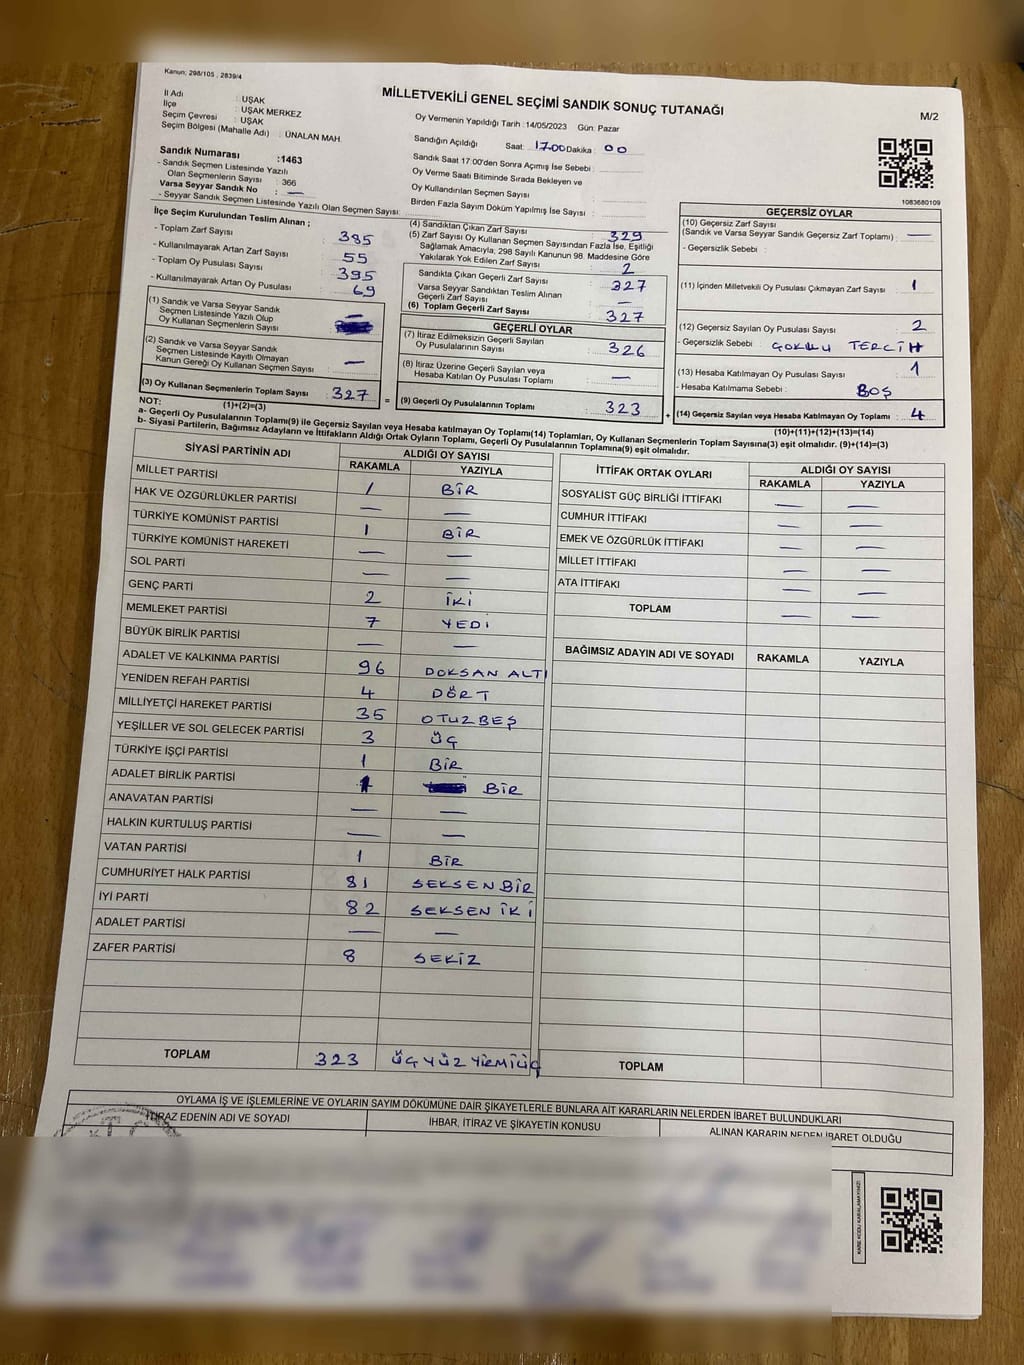 Kanun; 298/105 , 2839/4
MİLLETVEKİLİ GENEL SEÇİMİ SANDIK SONUÇ TUTANAĞI
M/2
İl Adı : UŞAK
İlçe : UŞAK MERKEZ
Seçim Çevresi : UŞAK
Seçim Bölgesi (Mahalle Adı) : ÜNALAN MAH.
Oy Vermenin Yapıldığı Tarih : 14/05/2023 Gün: Pazar
Sandığın Açıldığı Saat: 17.00 Dakika : 00
Sandık Saat 17:00'den Sonra Açımış İse Sebebi :
Oy Verme Saati Bitiminde Sırada Bekleyen ve
Oy Kullandırılan Seçmen Sayısı :
Birden Fazla Sayım Döküm Yapılmış İse Sayısı :
Sandık Numarası :1463
- Sandık Seçmen Listesinde Yazılı
Olan Seçmenlerin Sayısı : 366
Varsa Seyyar Sandık No : —
- Seyyar Sandık Seçmen Listesinde Yazılı Olan Seçmen Sayısı:
1083680109
İlçe Seçim Kurulundan Teslim Alınan ;
- Toplam Zarf Sayısı : 385
- Kullanılmayarak Artan Zarf Sayısı : 55
- Toplam Oy Pusulası Sayısı : 395
- Kullanılmayarak Artan Oy Pusulası : 69
(1) Sandık ve Varsa Seyyar Sandık
Seçmen Listesinde Yazılı Olup
Oy Kullanan Seçmenlerin Sayısı : —
(2) Sandık ve Varsa Seyyar Sandık
Seçmen Listesinde Kayıtlı Olmayan
Kanun Gereği Oy Kullanan Seçmen Sayısı : —
(3) Oy Kullanan Seçmenlerin Toplam Sayısı : 327 =
(1)+(2)=(3)
(4) Sandıktan Çıkan Zarf Sayısı : 329
(5) Zarf Sayısı Oy Kullanan Seçmen Sayısından Fazla İse, Eşitliği
Sağlamak Amacıyla, 298 Sayılı Kanunun 98. Maddesine Göre
Yakılarak Yok Edilen Zarf Sayısı : 2
Sandıkta Çıkan Geçerli Zarf Sayısı : 327
Varsa Seyyar Sandıktan Teslim Alınan
Geçerli Zarf Sayısı : —
(6) Toplam Geçerli Zarf Sayısı : 327
GEÇERLİ OYLAR
(7) İtiraz Edilmeksizin Geçerli Sayılan
Oy Pusulalarının Sayısı : 326
(8) İtiraz Üzerine Geçerli Sayılan veya
Hesaba Katılan Oy Pusulası Toplamı : —
(9) Geçerli Oy Pusulalarının Toplamı : 323 +
GEÇERSİZ OYLAR
(10) Geçersiz Zarf Sayısı
(Sandık ve Varsa Seyyar Sandık Geçersiz Zarf Toplamı) : —
- Geçersizlik Sebebi :
(11) İçinden Milletvekili Oy Pusulası Çıkmayan Zarf Sayısı : 1
(12) Geçersiz Sayılan Oy Pusulası Sayısı : 2
- Geçersizlik Sebebi : ÇOKLU TERCİH
(13) Hesaba Katılmayan Oy Pusulası Sayısı : 1
- Hesaba Katılmama Sebebi : BOŞ
(14) Geçersiz Sayılan veya Hesaba Katılmayan Oy Toplamı : 4
(10)+(11)+(12)+(13)=(14)
NOT:
a- Geçerli Oy Pusulalarının Toplamı(9) ile Geçersiz Sayılan veya Hesaba katılmayan Oy Toplamı(14) Toplamları, Oy Kullanan Seçmenlerin Toplam Sayısına(3) eşit olmalıdır. (9)+(14)=(3)
b- Siyasi Partilerin, Bağımsız Adayların ve İttifakların Aldığı Ortak Oyların Toplamı, Geçerli Oy Pusulalarının Toplamına(9) eşit olmalıdır.
SİYASİ PARTİNİN ADI ALDIĞI OY SAYISI
RAKAMLA YAZIYLA
MİLLET PARTİSİ 1 BİR
HAK VE ÖZGÜRLÜKLER PARTİSİ — —
TÜRKİYE KOMÜNİST PARTİSİ 1 BİR
TÜRKİYE KOMÜNİST HAREKETİ — —
SOL PARTİ — —
GENÇ PARTİ 2 İKİ
MEMLEKET PARTİSİ 7 YEDİ
BÜYÜK BİRLİK PARTİSİ — —
ADALET VE KALKINMA PARTİSİ 96 DOKSAN ALTI
YENİDEN REFAH PARTİSİ 4 DÖRT
MİLLİYETÇİ HAREKET PARTİSİ 35 OTUZBEŞ
YEŞİLLER VE SOL GELECEK PARTİSİ 3 ÜÇ
TÜRKİYE İŞÇİ PARTİSİ 1 BİR
ADALET BİRLİK PARTİSİ 1 BİR
ANAVATAN PARTİSİ — —
HALKIN KURTULUŞ PARTİSİ — —
VATAN PARTİSİ 1 BİR
CUMHURİYET HALK PARTİSİ 81 SEKSENBİR
İYİ PARTİ 82 SEKSEN İKİ
ADALET PARTİSİ — —
ZAFER PARTİSİ 8 SEKİZ
TOPLAM 323 ÜÇ YÜZ YİRMİÜÇ
İTTİFAK ORTAK OYLARI ALDIĞI OY SAYISI
RAKAMLA YAZIYLA
SOSYALİST GÜÇ BİRLİĞİ İTTİFAKI — —
CUMHUR İTTİFAKI — —
EMEK VE ÖZGÜRLÜK İTTİFAKI — —
MİLLET İTTİFAKI — —
ATA İTTİFAKI — —
TOPLAM — —
BAĞIMSIZ ADAYIN ADI VE SOYADI RAKAMLA YAZIYLA
TOPLAM
OYLAMA İŞ VE İŞLEMLERİNE VE OYLARIN SAYIM DÖKÜMÜNE DAİR ŞİKAYETLERLE BUNLARA AİT KARARLARIN NELERDEN İBARET BULUNDUKLARI
İTİRAZ EDENİN ADI VE SOYADI İHBAR, İTİRAZ VE ŞİKAYETİN KONUSU ALINAN KARARIN NEDEN İBARET OLDUĞU
KARE KODU KARALAMAYINIZ!